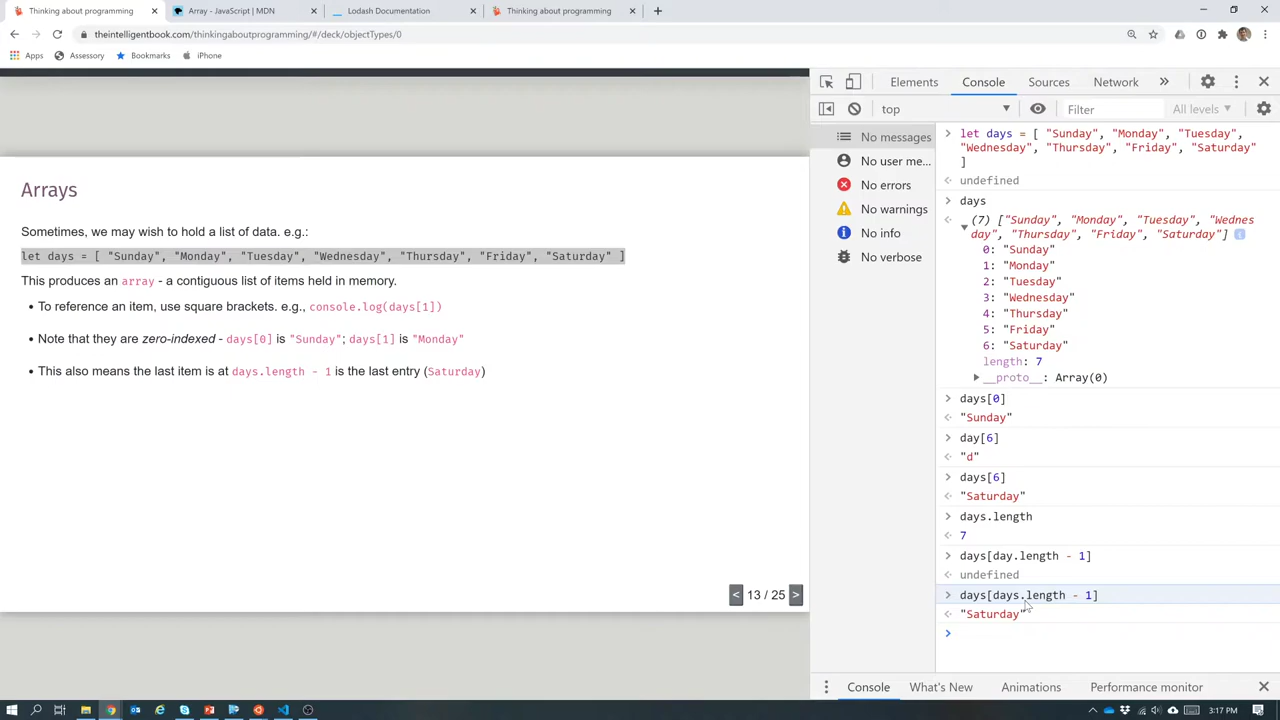 Thinking about programming
Array - JavaScript | MDN
Lodash Documentation
Thinking about programming
theintelligentbook.com/thinkingaboutprogramming/#/deck/objectTypes/0
Apps
Assessory
Bookmarks
iPhone
Arrays
Sometimes, we may wish to hold a list of data. e.g.:
let days = [ "Sunday", "Monday", "Tuesday", "Wednesday", "Thursday", "Friday", "Saturday" ]
This produces an array - a contiguous list of items held in memory.
• To reference an item, use square brackets. e.g., console.log(days[1])
• Note that they are zero-indexed - days[0] is "Sunday"; days[1] is "Monday"
• This also means the last item is at days.length - 1 is the last entry (Saturday)
< 13 / 25 >
Elements
Console
Sources
Network
top
Filter
All levels
No messages
No user me...
No errors
No warnings
No info
No verbose
let days = [ "Sunday", "Monday", "Tuesday",
"Wednesday", "Thursday", "Friday", "Saturday"
]
undefined
days
(7) ["Sunday", "Monday", "Tuesday", "Wednes
day", "Thursday", "Friday", "Saturday"]
0: "Sunday"
1: "Monday"
2: "Tuesday"
3: "Wednesday"
4: "Thursday"
5: "Friday"
6: "Saturday"
length: 7
__proto__: Array(0)
days[0]
"Sunday"
day[6]
"d"
days[6]
"Saturday"
days.length
7
days[day.length - 1]
undefined
days[days.length - 1]
"Saturday"
Console
What's New
Animations
Performance monitor
3:17 PM